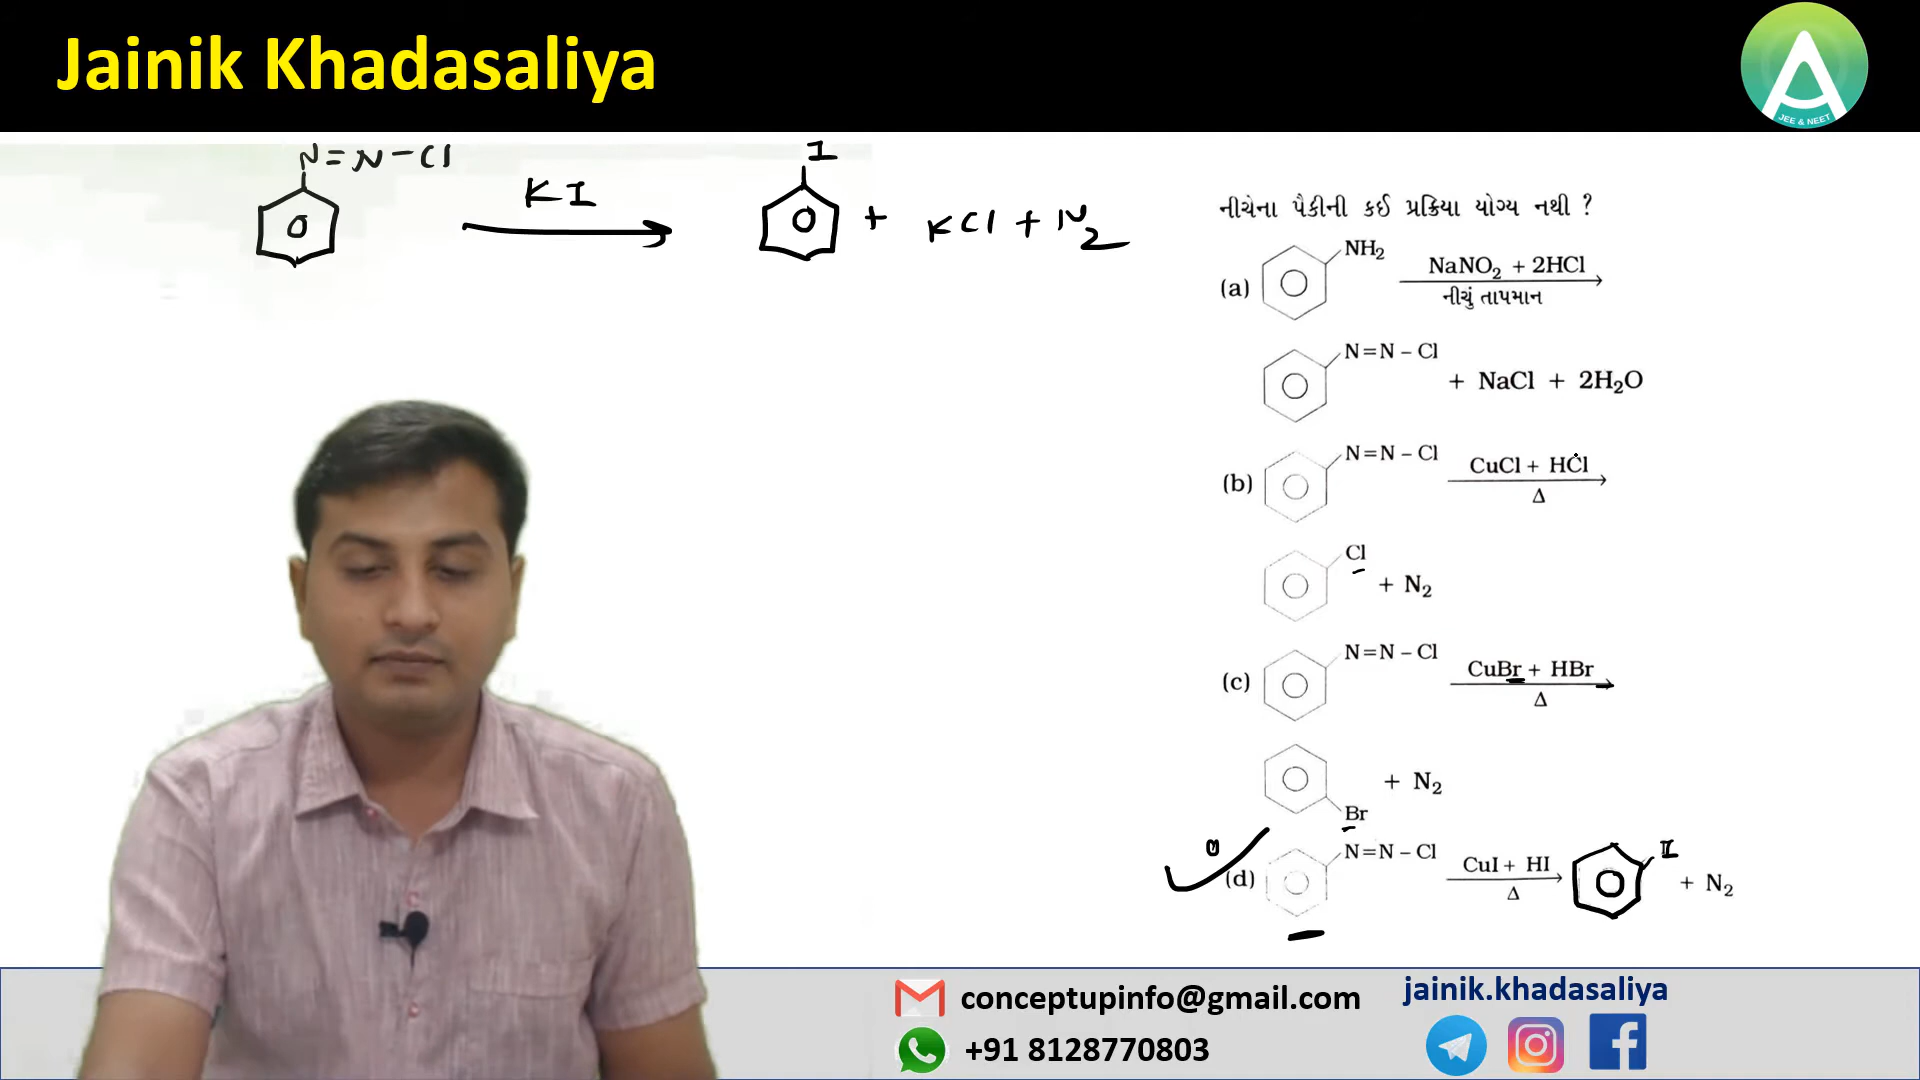 Jainik Khadasaliya
A
JEE & NEET
N=N-Cl
KI
I
+ KCl + N2
નીચેના પૈકીની કઈ પ્રક્રિયા યોગ્ય નથી ?
(a) NH2 NaNO2 + 2HCl
નીચું તાપમાન
N=N–Cl
+ NaCl + 2H2O
(b) N=N–Cl CuCl + HCl
Δ
Cl
+ N2
(c) N=N–Cl CuBr + HBr
Δ
+ N2
Br
(d) N=N–Cl CuI + HI I
Δ
+ N2
conceptupinfo@gmail.com
+91 8128770803
jainik.khadasaliya